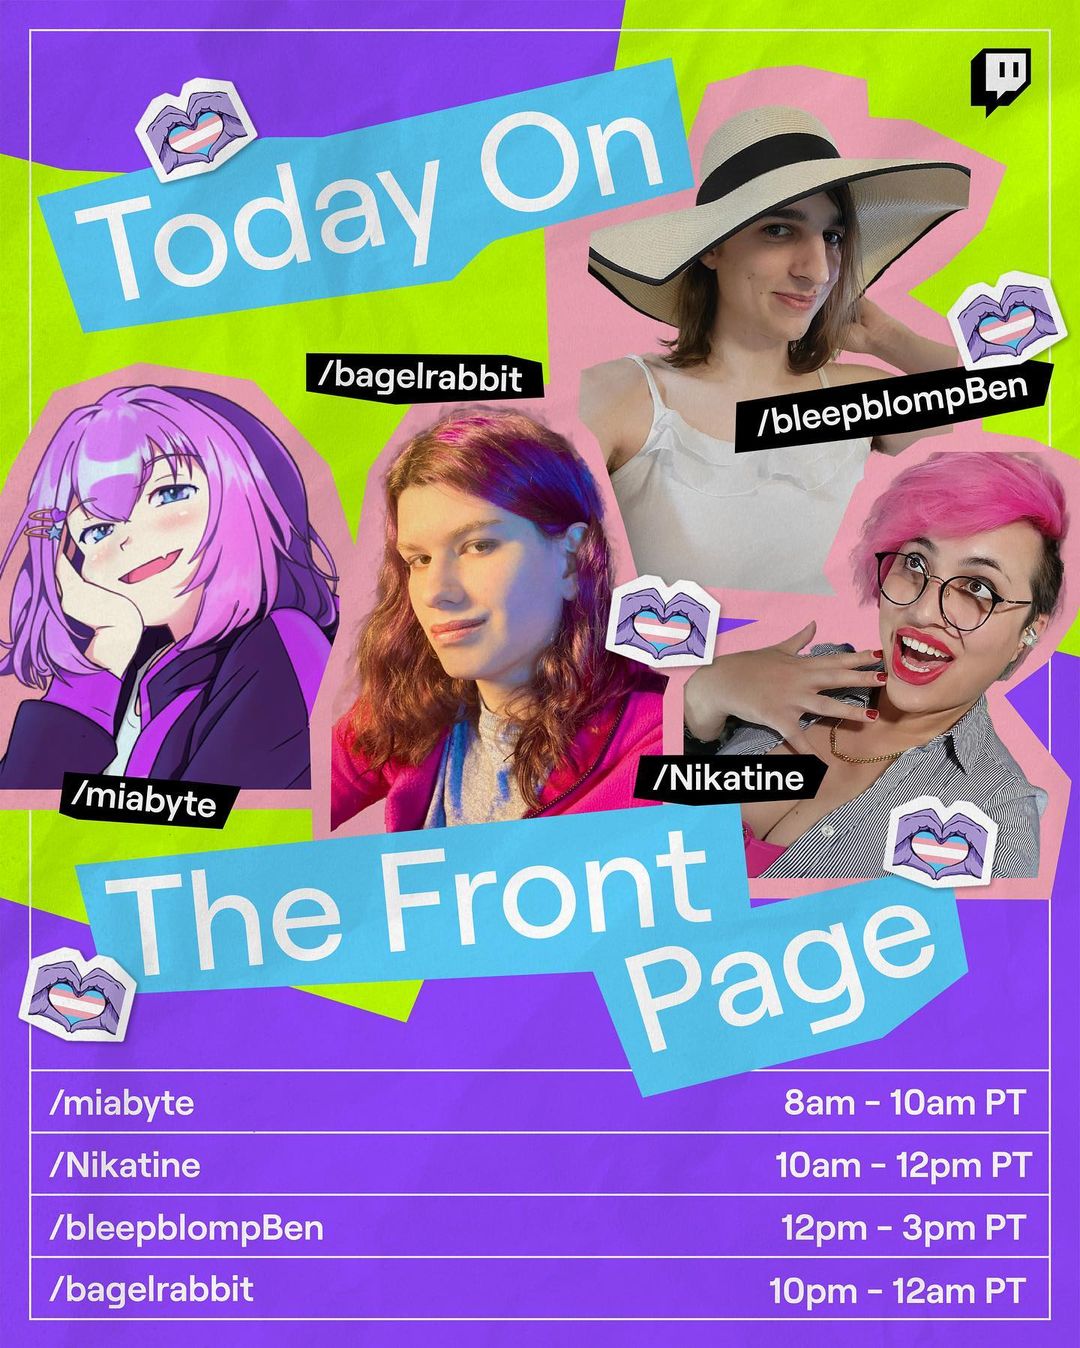 Today On
/bagelrabbit
/bleepblompBen
/Nikatine
/miabyte
The Front
Page
/miabyte 8am - 10am PT
/Nikatine 10am - 12pm PT
/bleepblompBen 12pm - 3pm PT
/bagelrabbit 10pm - 12am PT